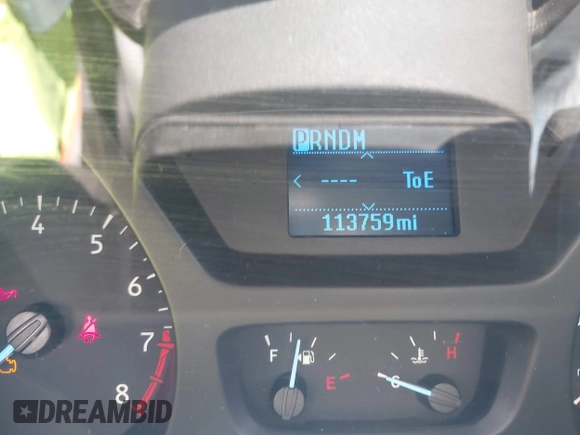 PRNDM
< ---- ToE
113759mi
4
5
6
7
8
F
E
C
H
DREAMBID